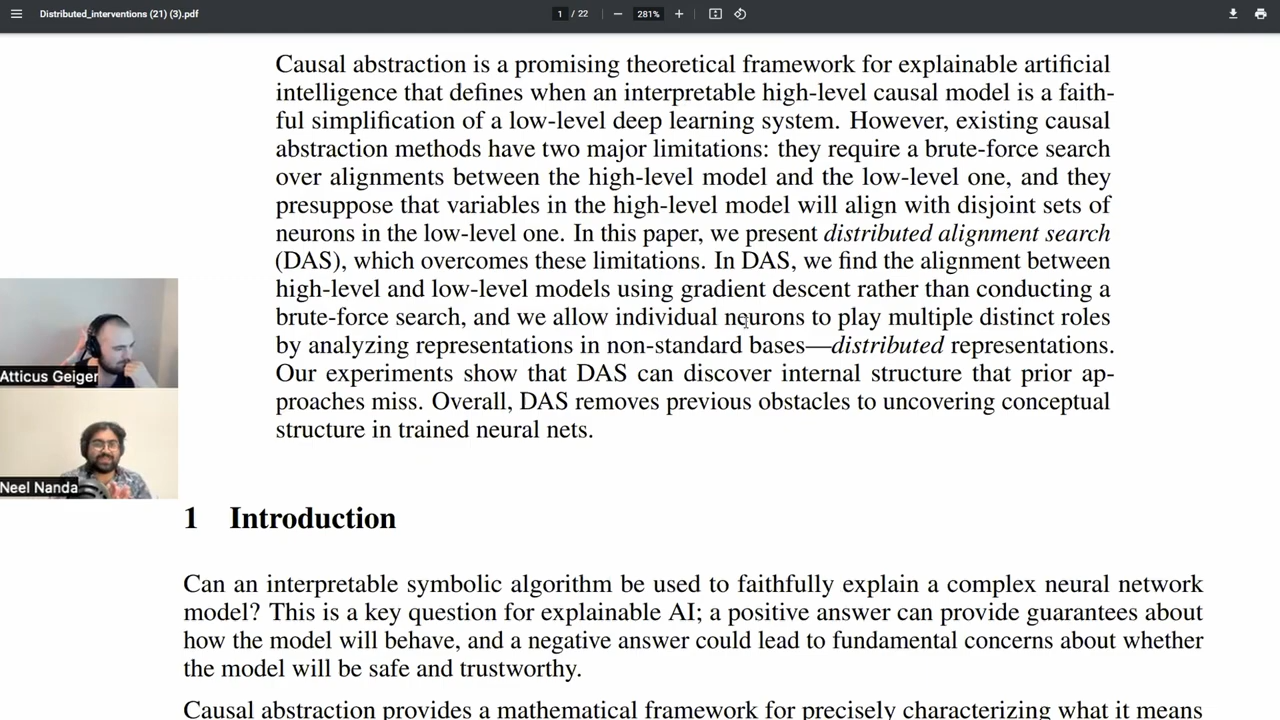 Distributed_interventions (21) (3).pdf
1 / 22
281%
Causal abstraction is a promising theoretical framework for explainable artificial
intelligence that defines when an interpretable high-level causal model is a faith-
ful simplification of a low-level deep learning system. However, existing causal
abstraction methods have two major limitations: they require a brute-force search
over alignments between the high-level model and the low-level one, and they
presuppose that variables in the high-level model will align with disjoint sets of
neurons in the low-level one. In this paper, we present distributed alignment search
(DAS), which overcomes these limitations. In DAS, we find the alignment between
high-level and low-level models using gradient descent rather than conducting a
brute-force search, and we allow individual neurons to play multiple distinct roles
by analyzing representations in non-standard bases—distributed representations.
Our experiments show that DAS can discover internal structure that prior ap-
proaches miss. Overall, DAS removes previous obstacles to uncovering conceptual
structure in trained neural nets.
Atticus Geiger
Neel Nanda
1 Introduction
Can an interpretable symbolic algorithm be used to faithfully explain a complex neural network
model? This is a key question for explainable AI; a positive answer can provide guarantees about
how the model will behave, and a negative answer could lead to fundamental concerns about whether
the model will be safe and trustworthy.
Causal abstraction provides a mathematical framework for precisely characterizing what it means